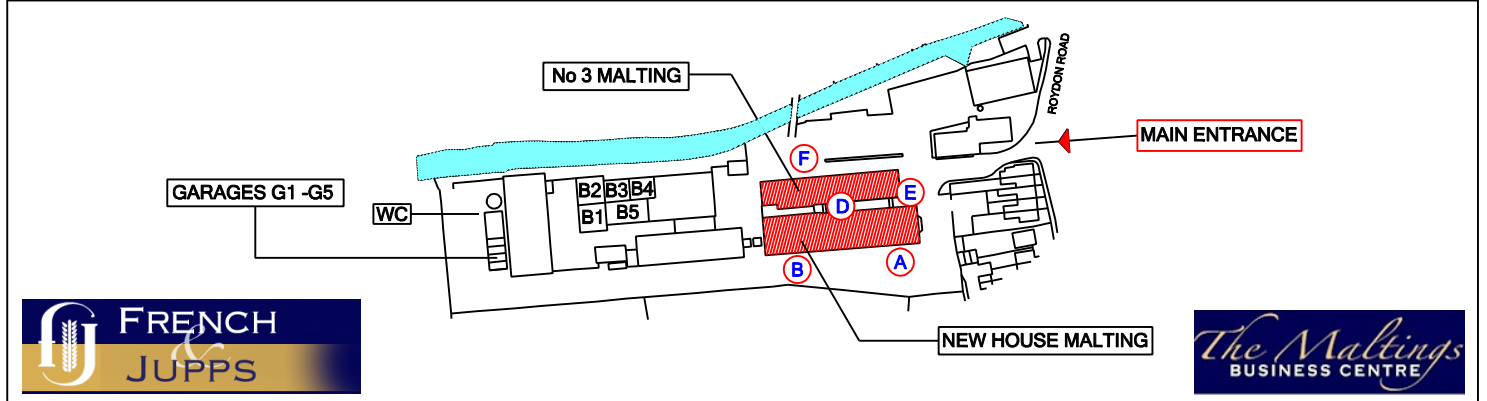 No 3 MALTING
ROYDON ROAD
MAIN ENTRANCE
F
GARAGES G1 -G5
WC
B2 B3 B4
B1 B5
D
E
B
A
NEW HOUSE MALTING
fj FRENCH
&
JUPPS
The Maltings
BUSINESS CENTRE